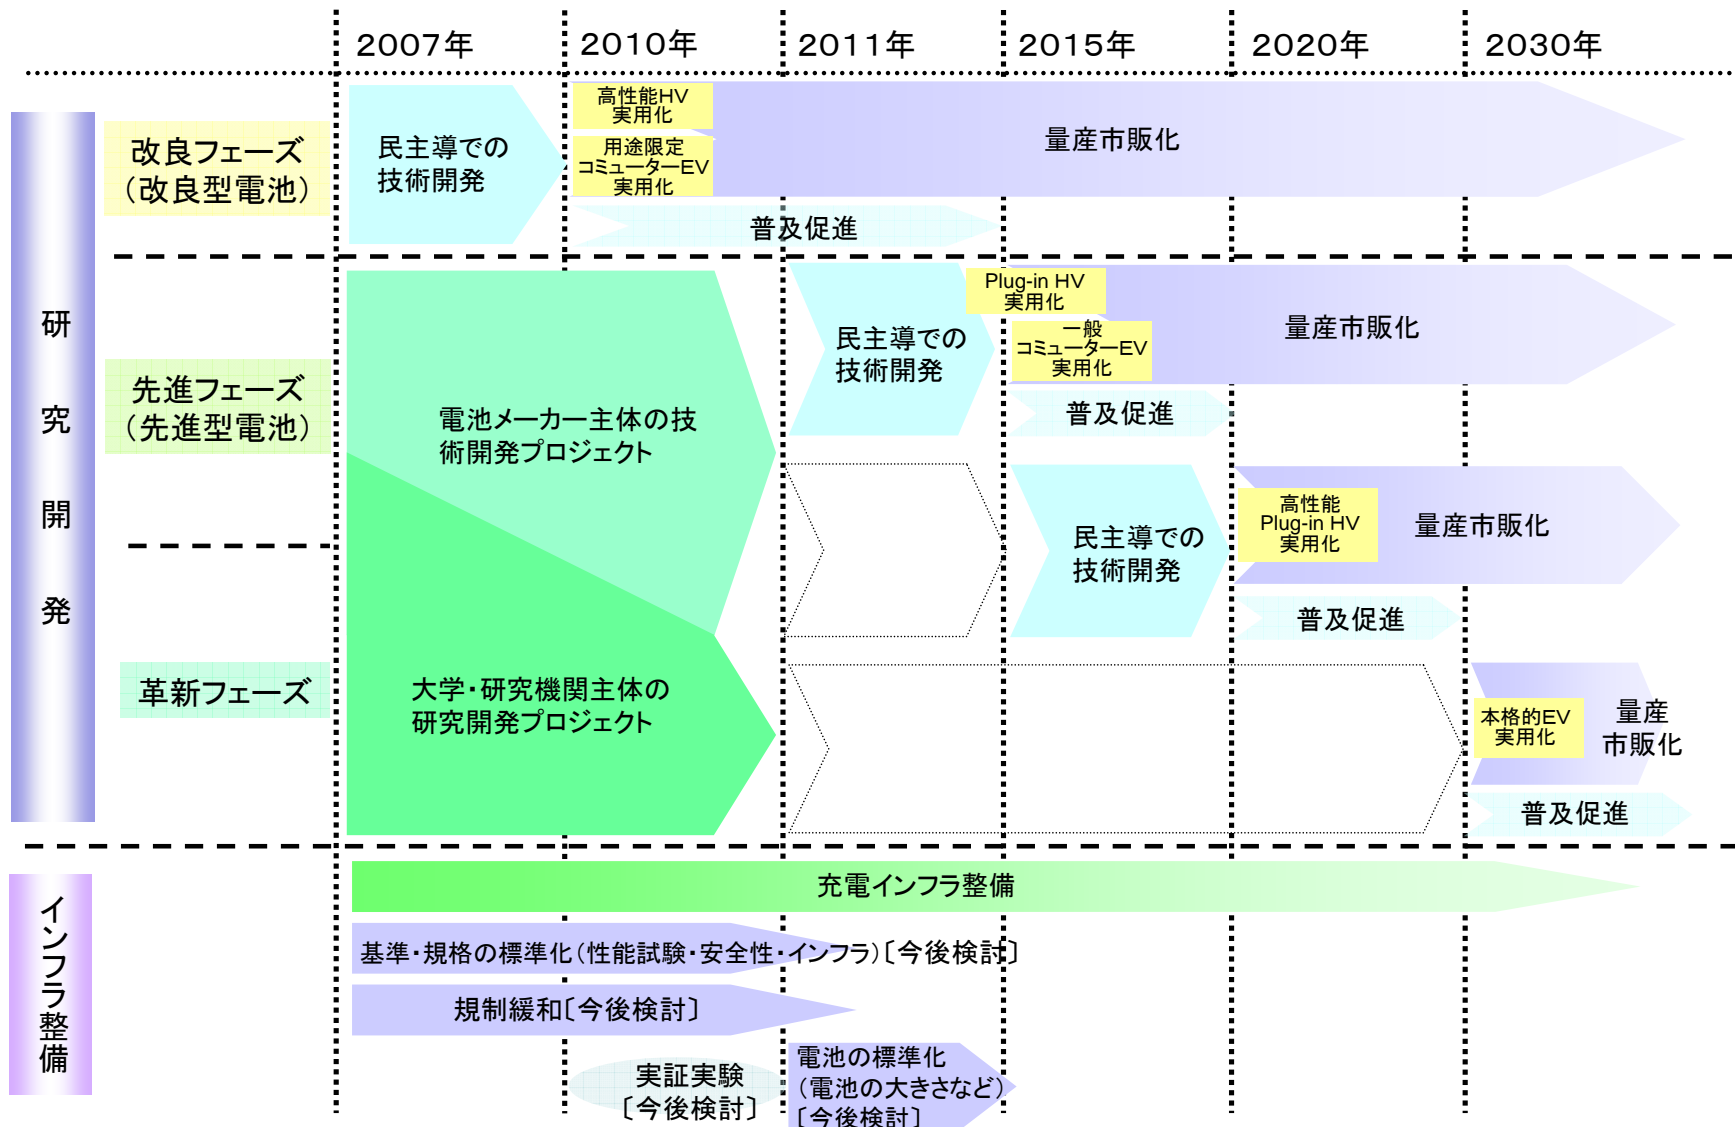 2007年
2010年
2011年
2015年
2020年
2030年
研究開発
改良フェーズ
（改良型電池）
民主導での
技術開発
高性能HV
実用化
用途限定
コミューターEV
実用化
量産市販化
普及促進
先進フェーズ
（先進型電池）
電池メーカー主体の技
術開発プロジェクト
民主導での
技術開発
Plug-in HV
実用化
一般
コミューターEV
実用化
量産市販化
普及促進
民主導での
技術開発
高性能
Plug-in HV
実用化
量産市販化
普及促進
革新フェーズ
大学・研究機関主体の
研究開発プロジェクト
本格的EV
実用化
量産
市販化
普及促進
インフラ整備
充電インフラ整備
基準・規格の標準化（性能試験・安全性・インフラ）〔今後検討〕
規制緩和〔今後検討〕
実証実験
〔今後検討〕
電池の標準化
（電池の大きさなど）
〔今後検討〕